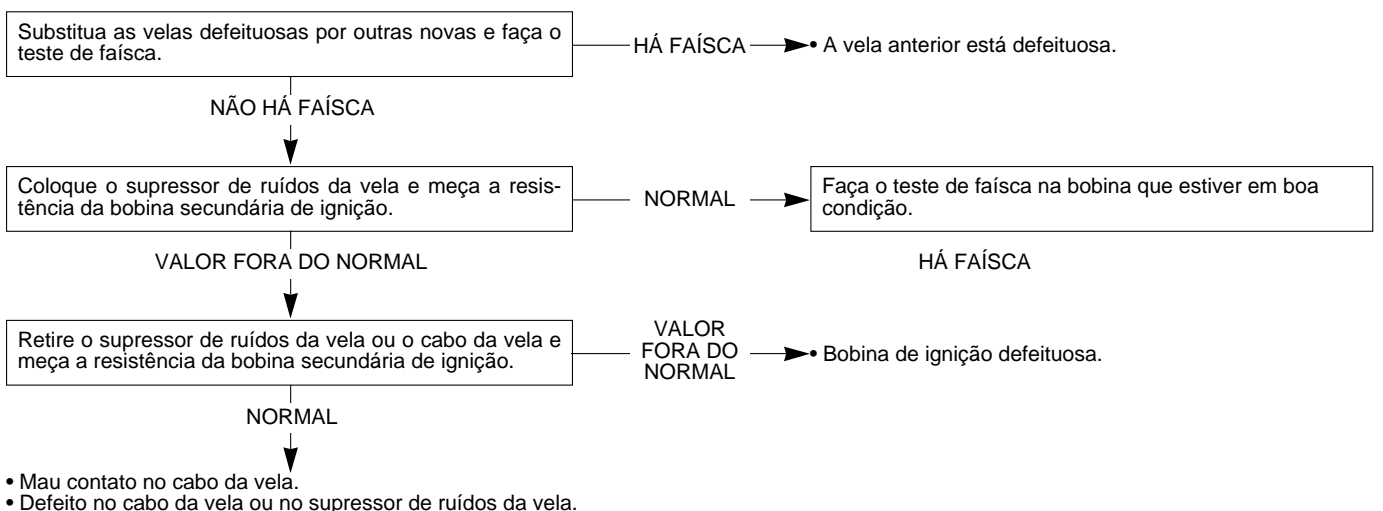 Substitua as velas defeituosas por outras novas e faça o
teste de faísca.
HÁ FAÍSCA
• A vela anterior está defeituosa.
NÃO HÁ FAÍSCA
Coloque o supressor de ruídos da vela e meça a resis-
tência da bobina secundária de ignição.
NORMAL
Faça o teste de faísca na bobina que estiver em boa
condição.
VALOR FORA DO NORMAL
HÁ FAÍSCA
Retire o supressor de ruídos da vela ou o cabo da vela e
meça a resistência da bobina secundária de ignição.
VALOR
FORA DO
NORMAL
• Bobina de ignição defeituosa.
NORMAL
• Mau contato no cabo da vela.
• Defeito no cabo da vela ou no supressor de ruídos da vela.